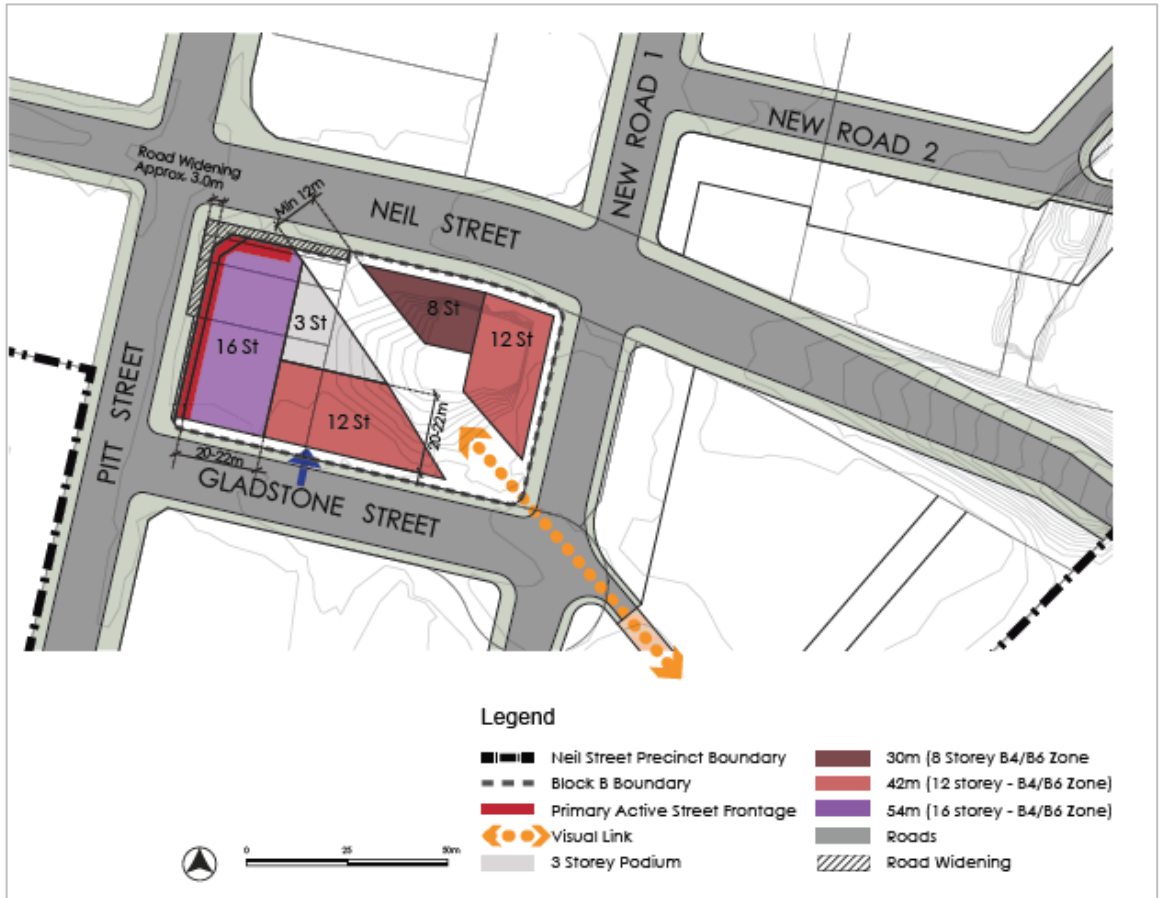 NEW ROAD 1
NEW ROAD 2
Road Widening
Approx. 3.0m
Min 12m
NEIL STREET
8 St
3 St
12 St
16 St
12 St
20-22m
20-22m
PITT STREET
GLADSTONE STREET
Legend
Neil Street Precinct Boundary
Block B Boundary
Primary Active Street Frontage
Visual Link
3 Storey Podium
30m (8 Storey B4/B6 Zone
42m (12 storey - B4/B6 Zone)
54m (16 storey - B4/B6 Zone)
Roads
Road Widening
0 25 50m